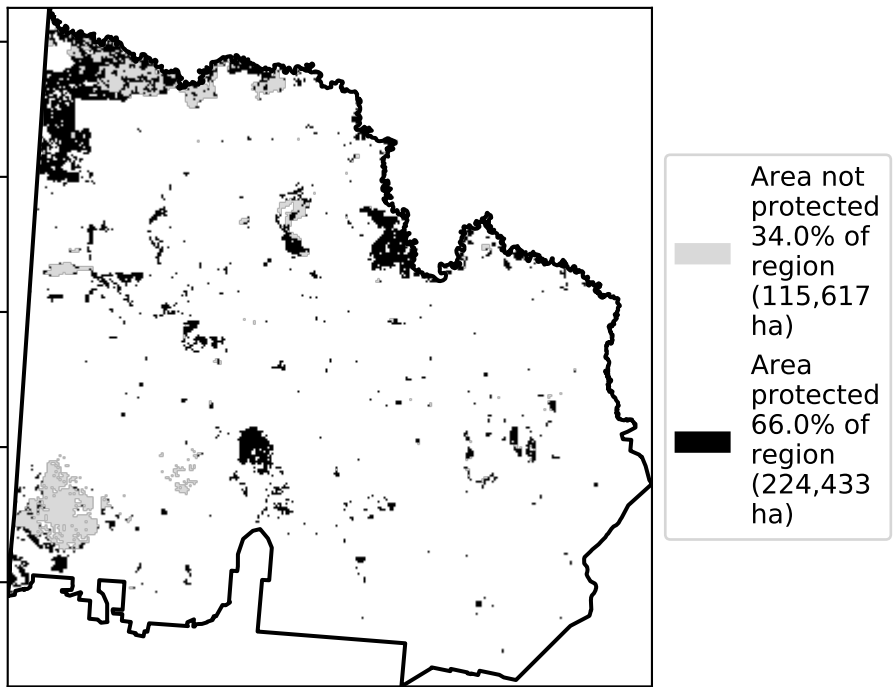 Area not
protected
34.0% of
region
(115,617
ha)
Area
protected
66.0% of
region
(224,433
ha)